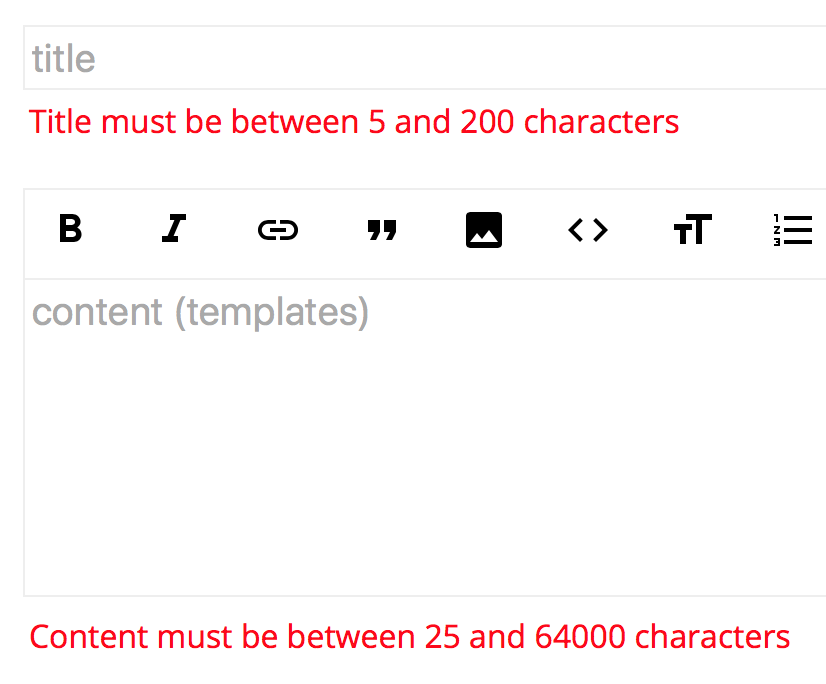 title
Title must be between 5 and 200 characters
content (templates)
Content must be between 25 and 64000 characters